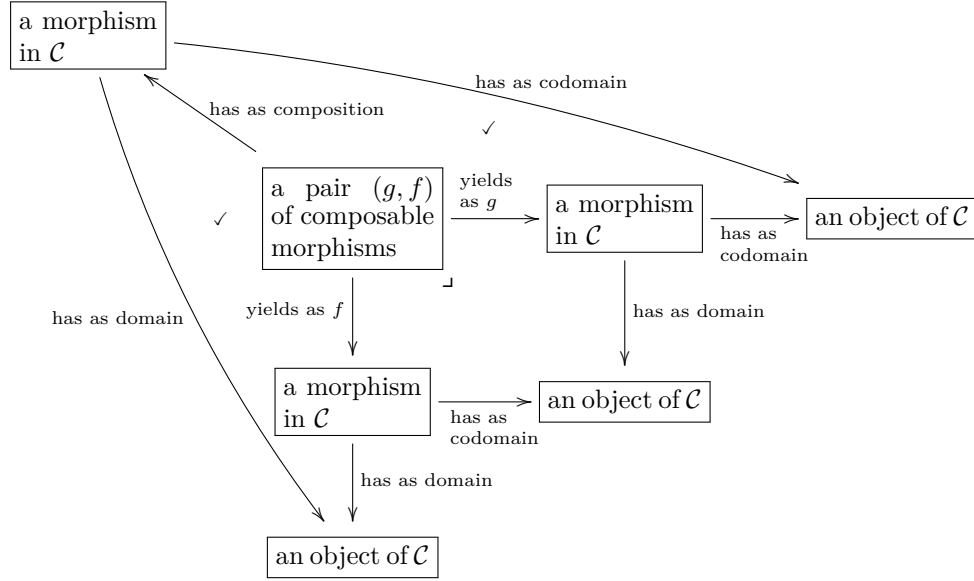 a morphism
in 𝒞
has as codomain
has as composition
✓
a pair (g, f)
of composable
morphisms
yields
as g
a morphism
in 𝒞
has as
codomain
an object of 𝒞
✓
yields as f
has as domain
has as domain
a morphism
in 𝒞
has as
codomain
an object of 𝒞
has as domain
an object of 𝒞